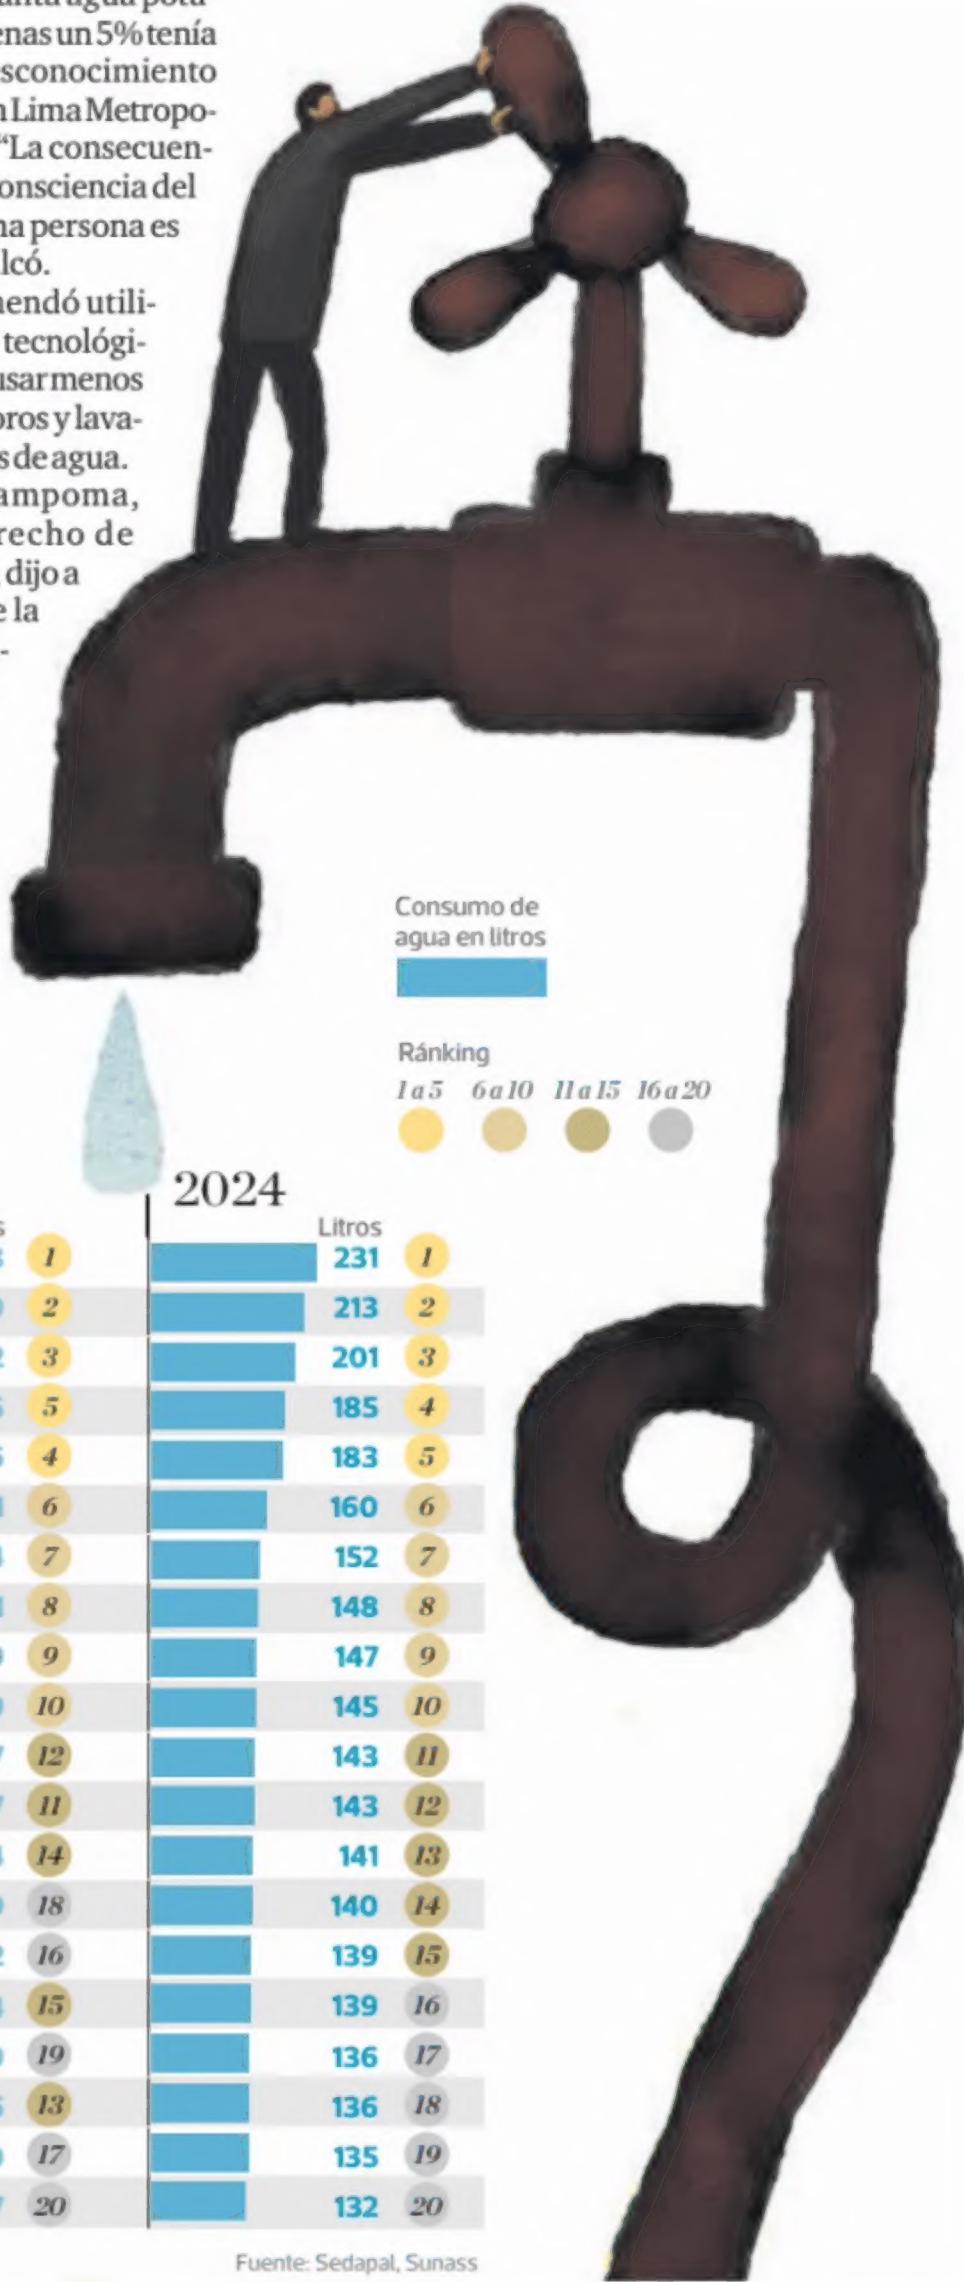 enas un 5% tenía
esconocimiento
Lima Metropo-
“La consecuen-
onsciencia del
na persona es
lcó.
endó utili-
tecnológi-
usar menos
oros y lava-
s de agua.
ampoma,
recho de
dijo a
e la
-
Consumo de
agua en litros
Ránking
1 a 5 6 a 10 11 a 15 16 a 20
2024
Litros
1 231 1
2 213 2
3 201 3
5 185 4
4 183 5
6 160 6
7 152 7
8 148 8
9 147 9
10 145 10
12 143 11
11 143 12
14 141 13
18 140 14
16 139 15
15 139 16
19 136 17
13 136 18
17 135 19
20 132 20
Fuente: Sedapal, Sunass